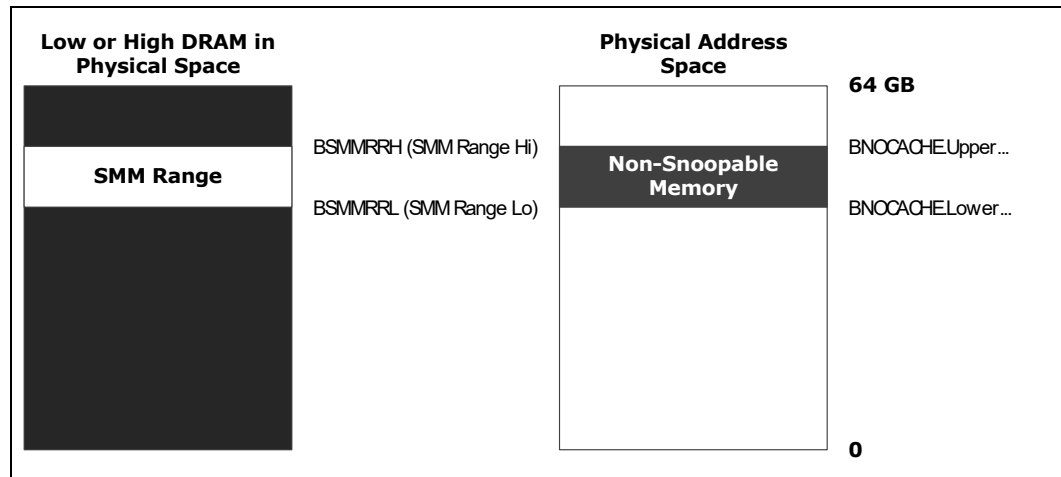 Low or High DRAM in
Physical Space
Physical Address
Space
64 GB
BSMMRRH (SMM Range Hi)
BNOCACHE.Upper...
SMM Range
Non-Snoopable
Memory
BSMMRRL (SMM Range Lo)
BNOCACHE.Lower...
0